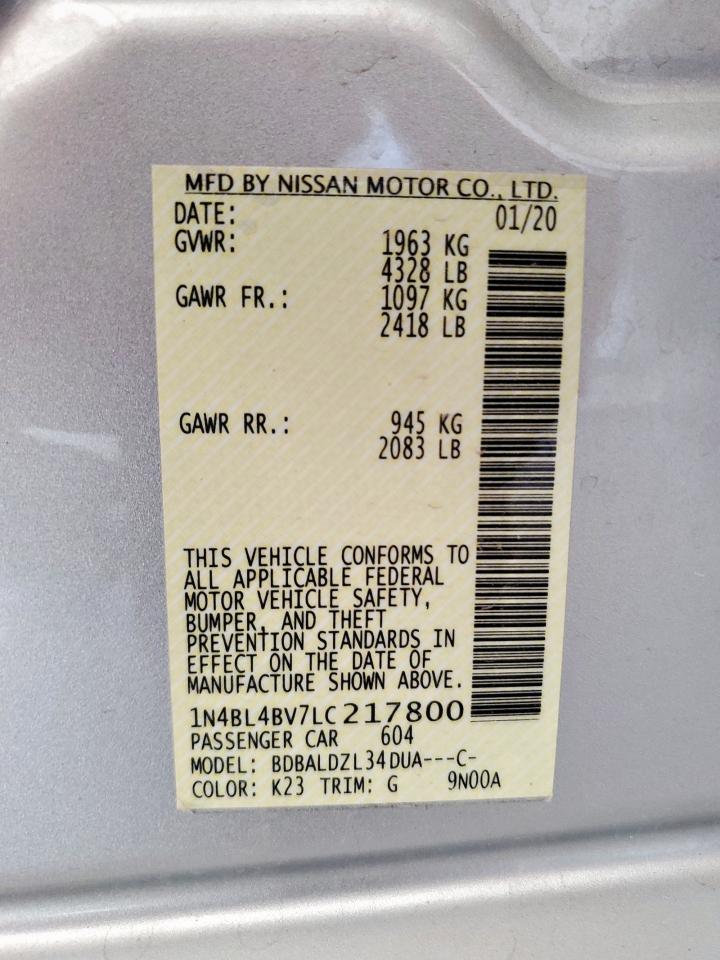 MFD BY NISSAN MOTOR CO., LTD.
DATE: 01/20
GVWR: 1963 KG
4328 LB
GAWR FR.: 1097 KG
2418 LB
GAWR RR.: 945 KG
2083 LB
THIS VEHICLE CONFORMS TO
ALL APPLICABLE FEDERAL
MOTOR VEHICLE SAFETY,
BUMPER, AND THEFT
PREVENTION STANDARDS IN
EFFECT ON THE DATE OF
MANUFACTURE SHOWN ABOVE.
1N4BL4BV7LC217800
PASSENGER CAR 604
MODEL: BDBALDZL34DUA---C-
COLOR: K23 TRIM: G 9N00A